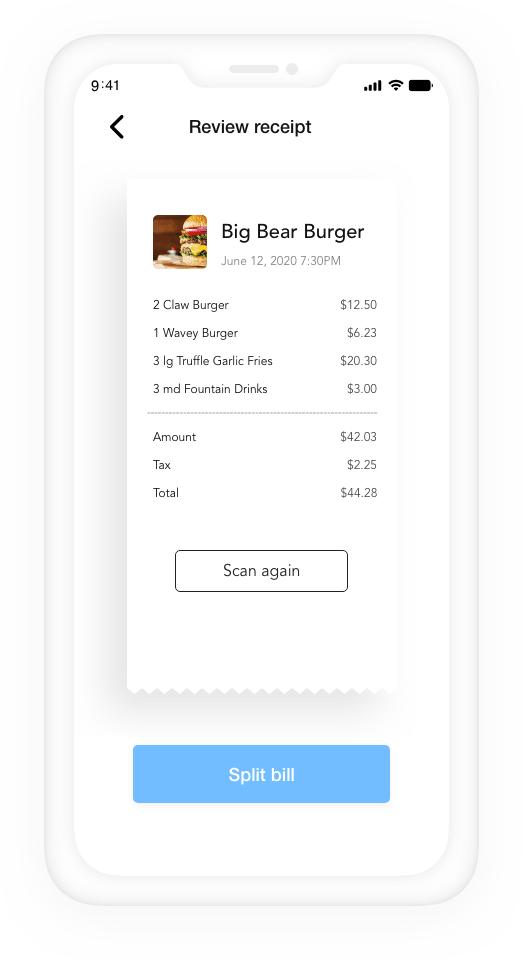 9:41
Review receipt
Big Bear Burger
June 12, 2020 7:30PM
2 Claw Burger $12.50
1 Wavey Burger $6.23
3 lg Truffle Garlic Fries $20.30
3 md Fountain Drinks $3.00
Amount $42.03
Tax $2.25
Total $44.28
Scan again
Split bill